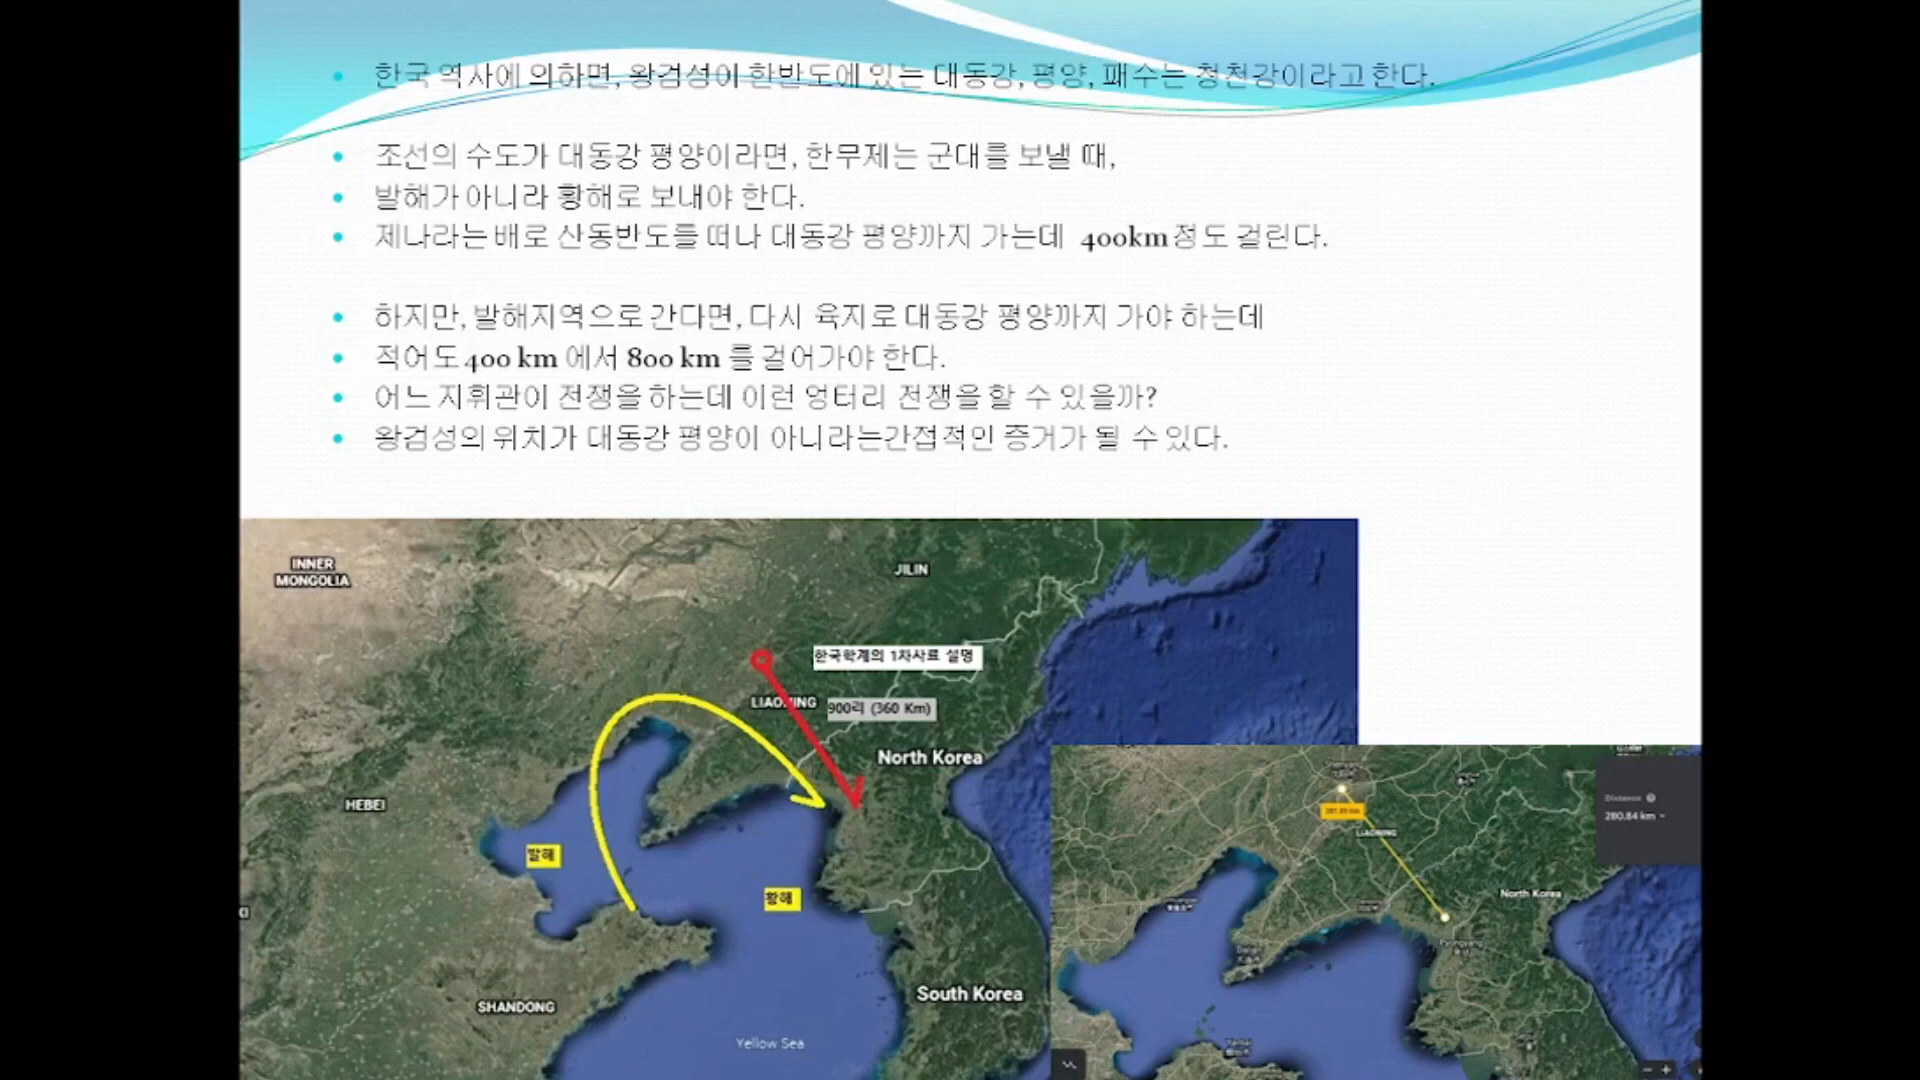 한국 역사에 의하면, 왕검성이 한반도에 있는 대동강, 평양, 패수는 청천강이라고 한다.
조선의 수도가 대동강 평양이라면, 한무제는 군대를 보낼 때,
발해가 아니라 황해로 보내야 한다.
제나라는 배로 산동반도를 떠나 대동강 평양까지 가는데 400km정도 걸린다.
하지만, 발해지역으로 간다면, 다시 육지로 대동강 평양까지 가야 하는데
적어도 400 km 에서 800 km 를 걸어가야 한다.
어느 지휘관이 전쟁을 하는데 이런 엉터리 전쟁을 할 수 있을까?
왕검성의 위치가 대동강 평양이 아니라는간접적인 증거가 될 수 있다.
INNER
MONGOLIA
JILIN
한국학계의 1차사료 설명
LIAONING
900리 (360 Km)
North Korea
HEBEI
발해
황해
SHANDONG
South Korea
Yellow Sea
Distance
280.84 km
LIAONING
North Korea
Pyongyang